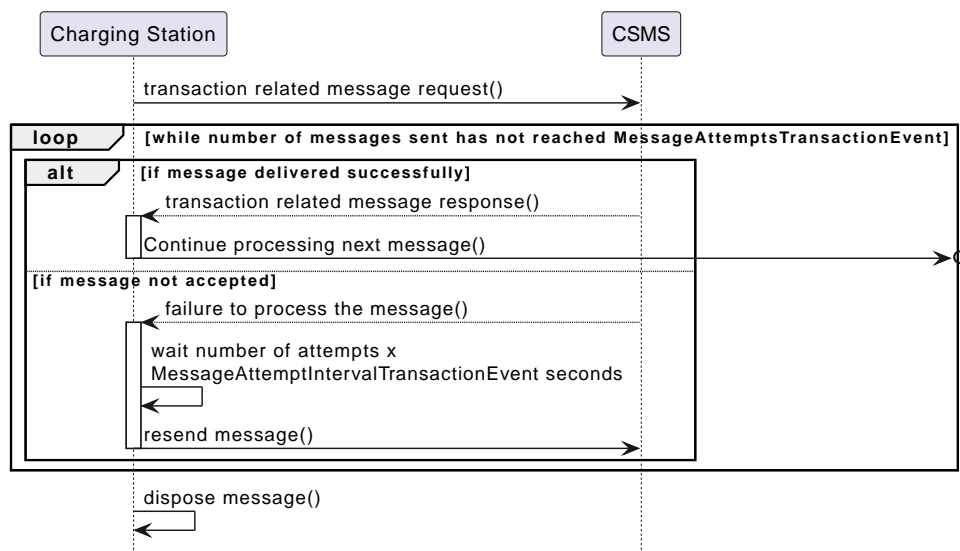 Charging Station
CSMS
transaction related message request()
loop
[while number of messages sent has not reached MessageAttemptsTransactionEvent]
alt
[if message delivered successfully]
transaction related message response()
Continue processing next message()
[if message not accepted]
failure to process the message()
wait number of attempts x
MessageAttemptIntervalTransactionEvent seconds
resend message()
dispose message()